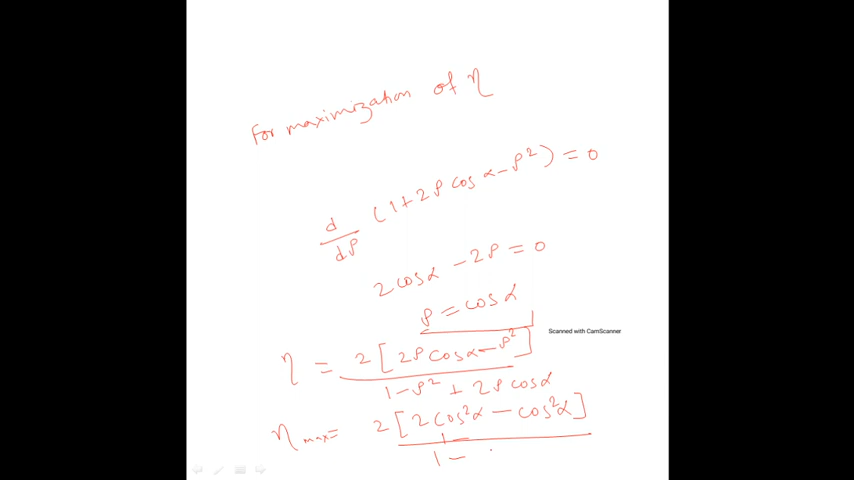 For maximization of η
d/dρ (1+2ρ cos α-ρ²) = 0
2 cos α - 2ρ = 0
ρ = cos α
Scanned with CamScanner
η = 2[2ρ cos α-ρ²] / 1-ρ² + 2ρ cos α
η max = 2[2 cos²α - cos²α] / 1-